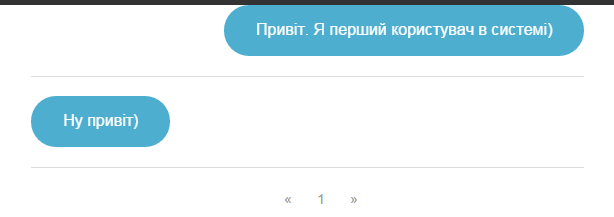 Привіт. Я перший користувач в системі)
Ну привіт)
« 1 »